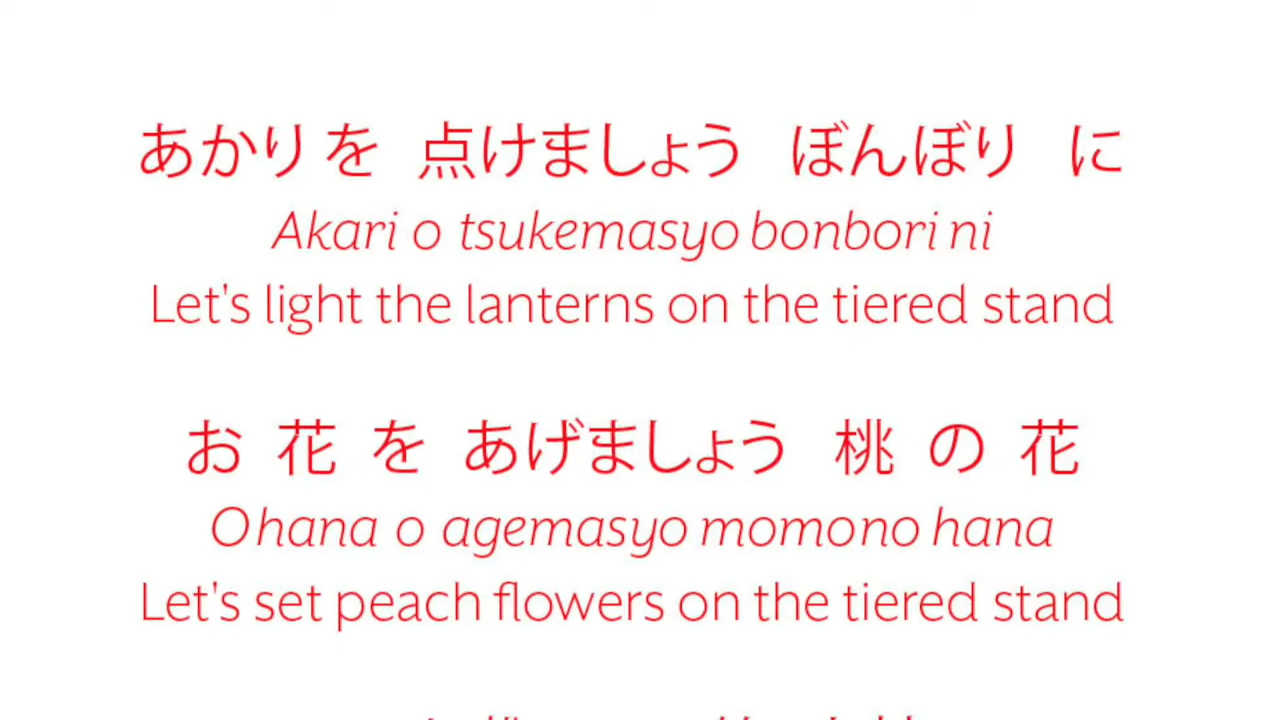 あかりを 点けましょう ぼんぼり に
Akari o tsukemasyo bonbori ni
Let's light the lanterns on the tiered stand
お 花 を あげましょう 桃 の 花
Ohana o agemasyo momono hana
Let's set peach flowers on the tiered stand